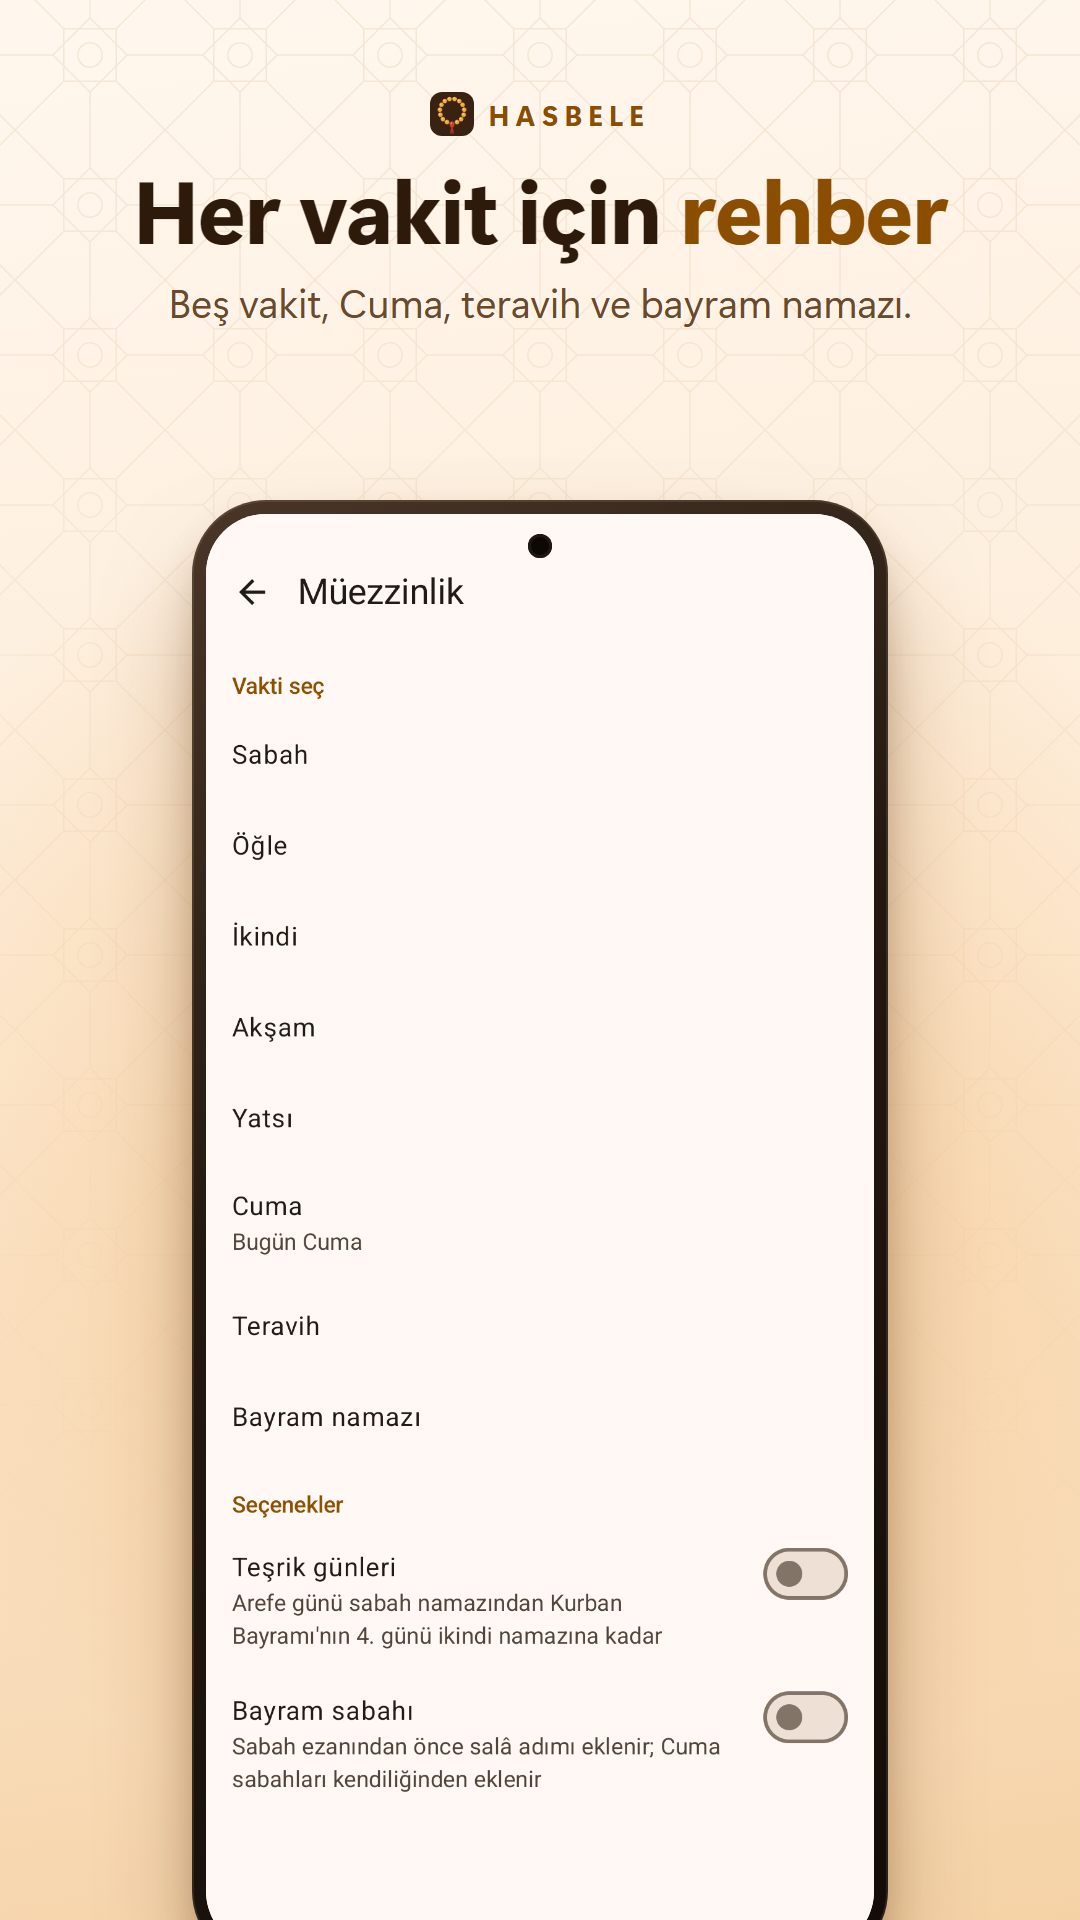 HASBELE
Her vakit için rehber
Beş vakit, Cuma, teravih ve bayram namazı.
Müezzinlik
Vakti seç
Sabah
Öğle
İkindi
Akşam
Yatsı
Cuma
Bugün Cuma
Teravih
Bayram namazı
Seçenekler
Teşrik günleri
Arefe günü sabah namazından Kurban
Bayramı'nın 4. günü ikindi namazına kadar
Bayram sabahı
Sabah ezanından önce salâ adımı eklenir; Cuma
sabahları kendiliğinden eklenir